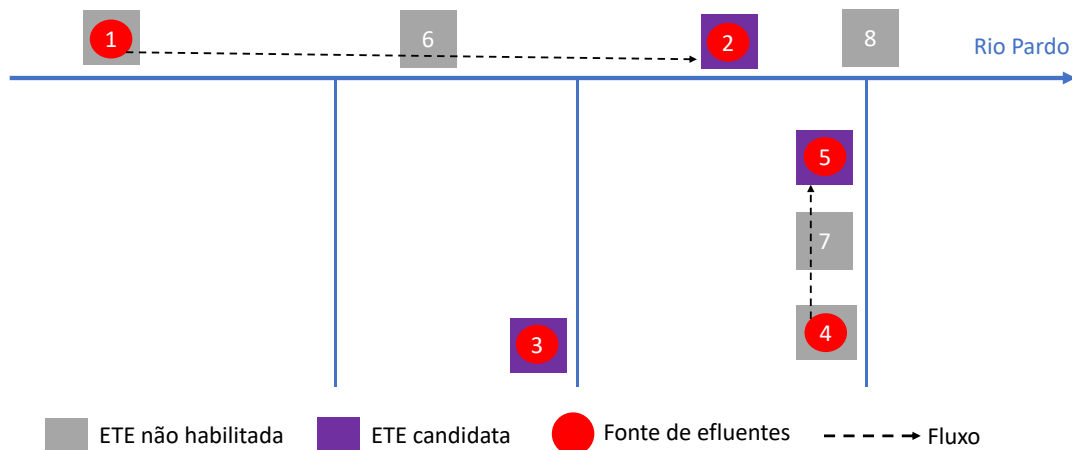 1
6
2
8
Rio Pardo
5
7
3
4
ETE não habilitada
ETE candidata
Fonte de efluentes
Fluxo